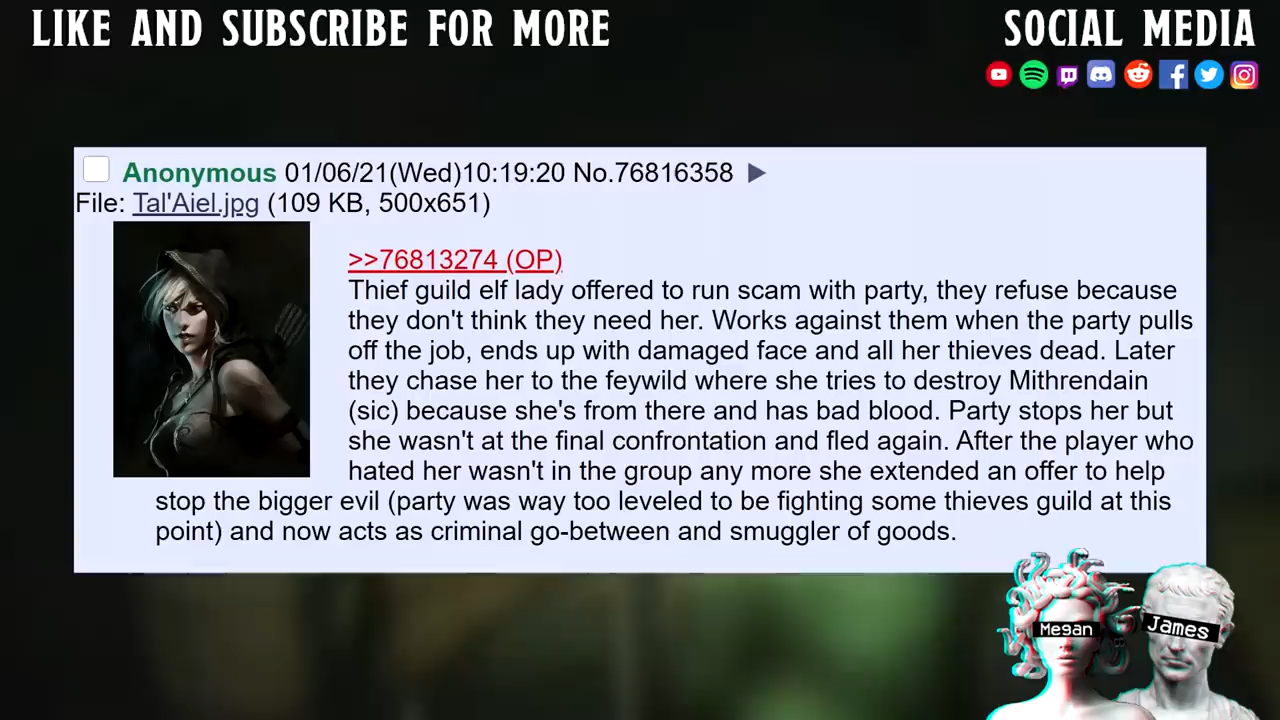 LIKE AND SUBSCRIBE FOR MORE
SOCIAL MEDIA
Anonymous 01/06/21(Wed)10:19:20 No.76816358 ▶
File: Tal'Aiel.jpg (109 KB, 500x651)
>>76813274 (OP)
Thief guild elf lady offered to run scam with party, they refuse because
they don't think they need her. Works against them when the party pulls
off the job, ends up with damaged face and all her thieves dead. Later
they chase her to the feywild where she tries to destroy Mithrendain
(sic) because she's from there and has bad blood. Party stops her but
she wasn't at the final confrontation and fled again. After the player who
hated her wasn't in the group any more she extended an offer to help
stop the bigger evil (party was way too leveled to be fighting some thieves guild at this
point) and now acts as criminal go-between and smuggler of goods.
Megan
James